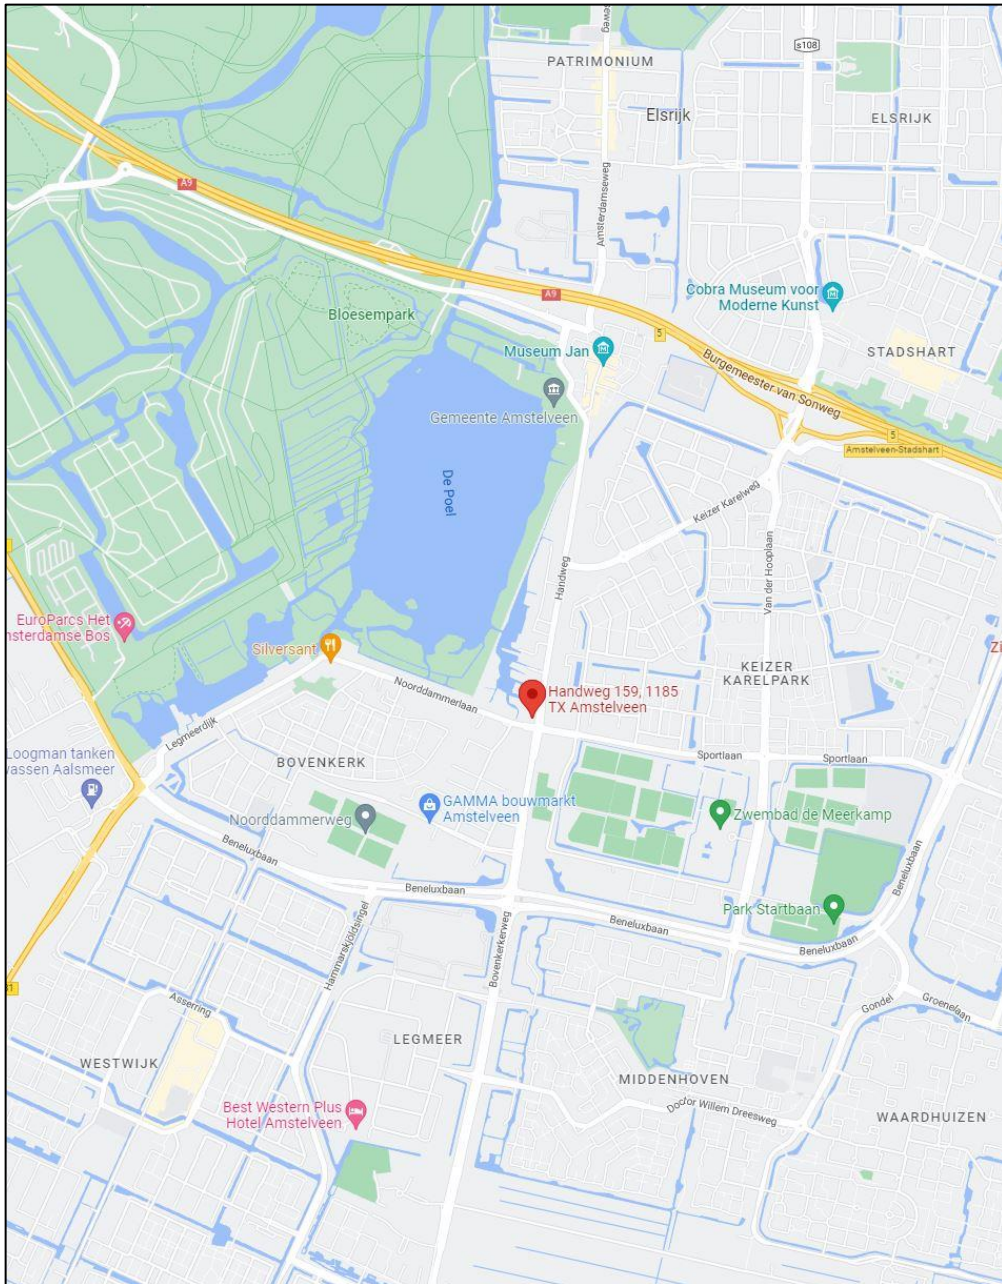 seweg
s108
PATRIMONIUM
Elsrijk
ELSRIJK
A9
Amsterdamseweg
Cobra Museum voor
Moderne Kunst
A9
Bloesempark
5
Museum Jan
STADSHART
Burgemeester van Sonweg
Gemeente Amstelveen
5
Amstelveen-Stadshart
De Poel
Keizer Karelweg
Handweg
Van der Hooplaan
EuroParcs Het
msterdamse Bos
Silversant
Zi
KEIZER
KARELPARK
Noorddammerlaan
Handweg 159, 1185
TX Amstelveen
Legmeerdijk
Sportlaan
Sportlaan
Loogman tanken
wassen Aalsmeer
BOVENKERK
GAMMA bouwmarkt
Amstelveen
Zwembad de Meerkamp
Noorddammerweg
Beneluxbaan
Beneluxbaan
Beneluxbaan
Park Startbaan
Beneluxbaan
Beneluxbaan
Hammarskjöldsingel
Bovenkerkerweg
31
Asserring
Gondel
Groenelaan
LEGMEER
WESTWIJK
MIDDENHOVEN
Doctor Willem Dreesweg
WAARDHUIZEN
Best Western Plus
Hotel Amstelveen